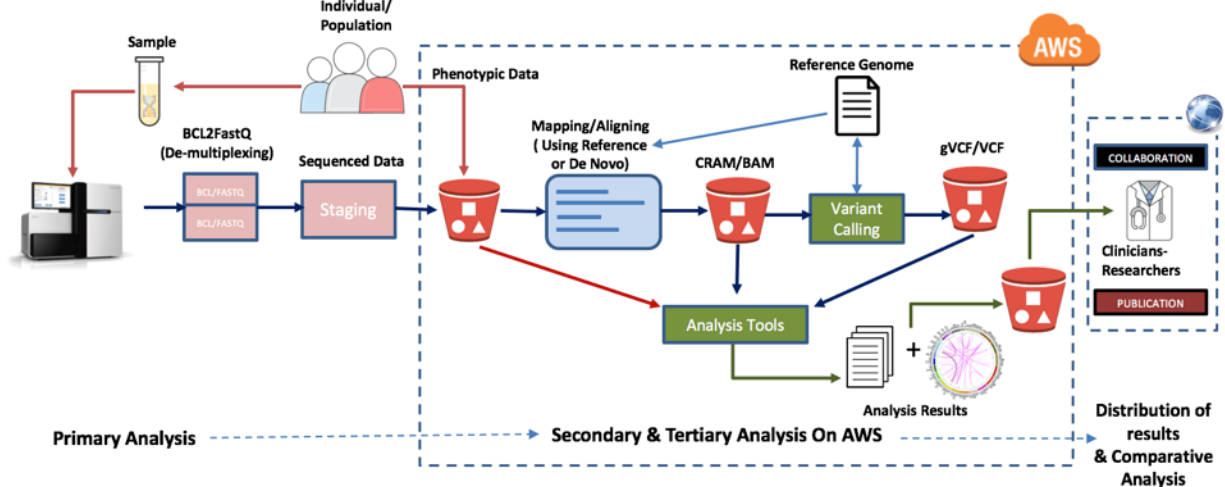 Individual/
Population
Sample
AWS
Phenotypic Data
Reference Genome
BCL2FastQ
(De-multiplexing)
Sequenced Data
Mapping/Aligning
( Using Reference
or De Novo)
CRAM/BAM
gVCF/VCF
COLLABORATION
BCL/FASTQ
BCL/FASTQ
Staging
Variant
Calling
Clinicians-
Researchers
PUBLICATION
Analysis Tools
+
Analysis Results
Primary Analysis
Secondary & Tertiary Analysis On AWS
Distribution of
results
& Comparative
Analysis